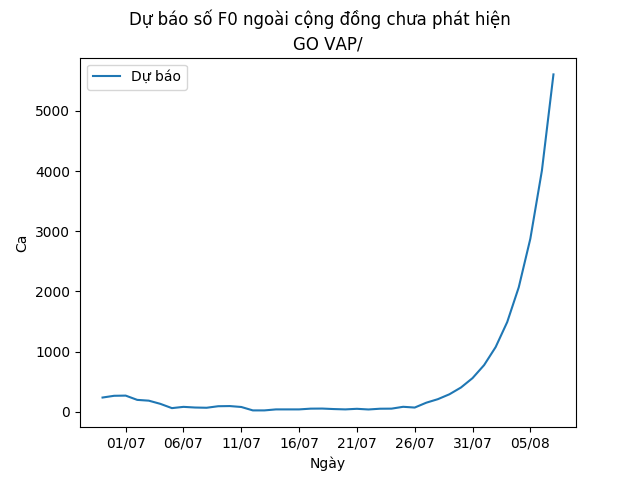 Dự báo số F0 ngoài cộng đồng chưa phát hiện
GO VAP/
Dự báo
5000
4000
3000
2000
1000
0
Ca
01/07 06/07 11/07 16/07 21/07 26/07 31/07 05/08
Ngày